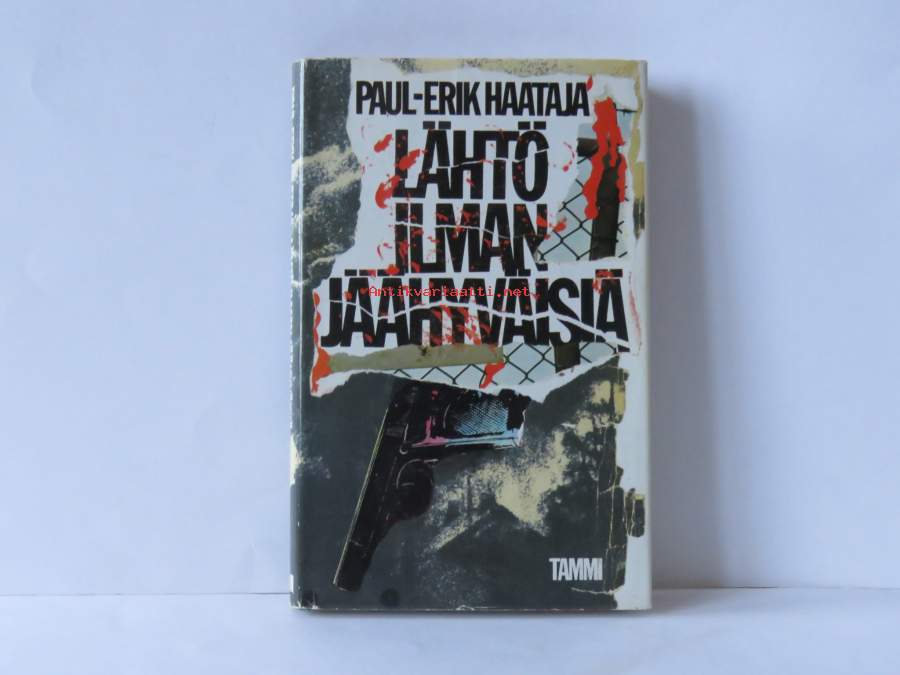 PAUL-ERIK HAATAJA
LÄHTÖ
ILMAN
JÄÄHYVÄISIÄ
Antikvariaatti.net
TAMMI